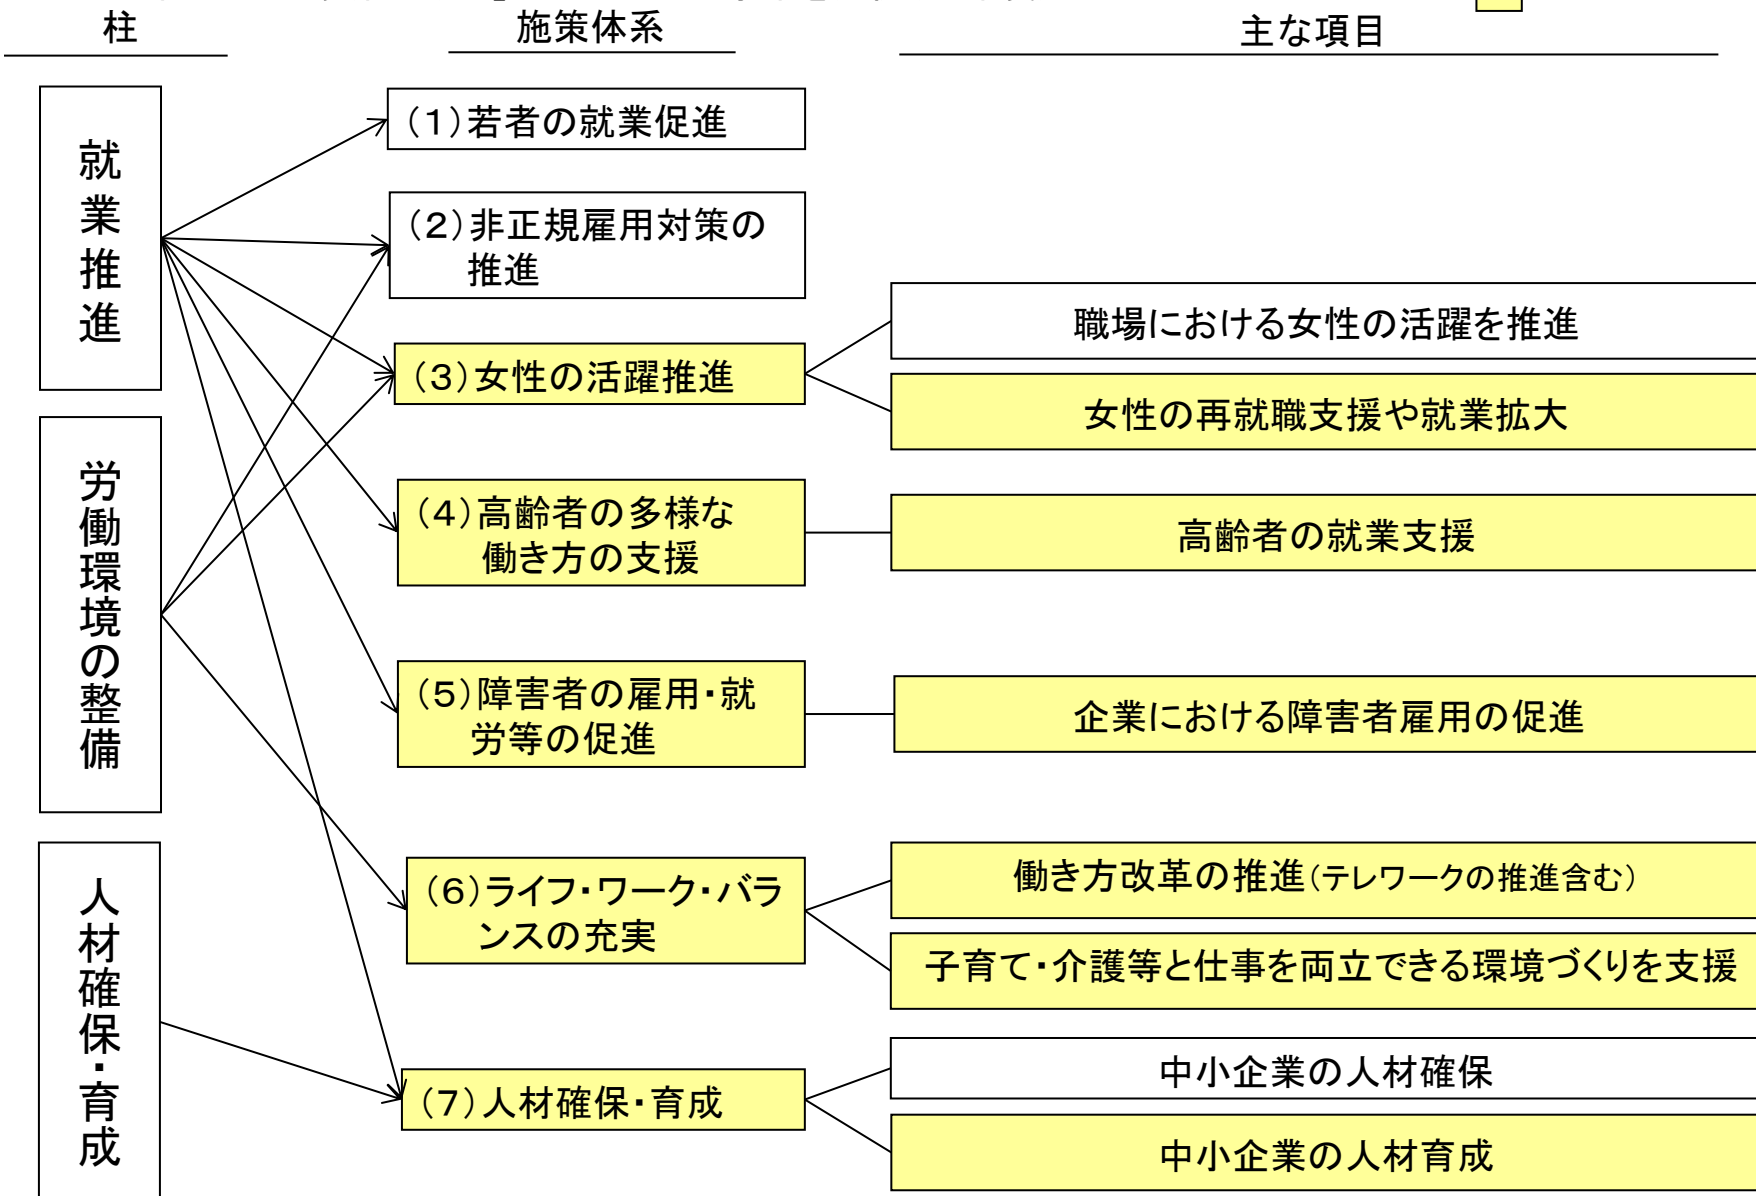 柱
施策体系
主な項目
就業推進
労働環境の整備
人材確保・育成
（１）若者の就業促進
（２）非正規雇用対策の
推進
（３）女性の活躍推進
（４）高齢者の多様な
働き方の支援
（５）障害者の雇用・就
労等の促進
（６）ライフ・ワーク・バラ
ンスの充実
（７）人材確保・育成
職場における女性の活躍を推進
女性の再就職支援や就業拡大
高齢者の就業支援
企業における障害者雇用の促進
働き方改革の推進（テレワークの推進含む）
子育て・介護等と仕事を両立できる環境づくりを支援
中小企業の人材確保
中小企業の人材育成